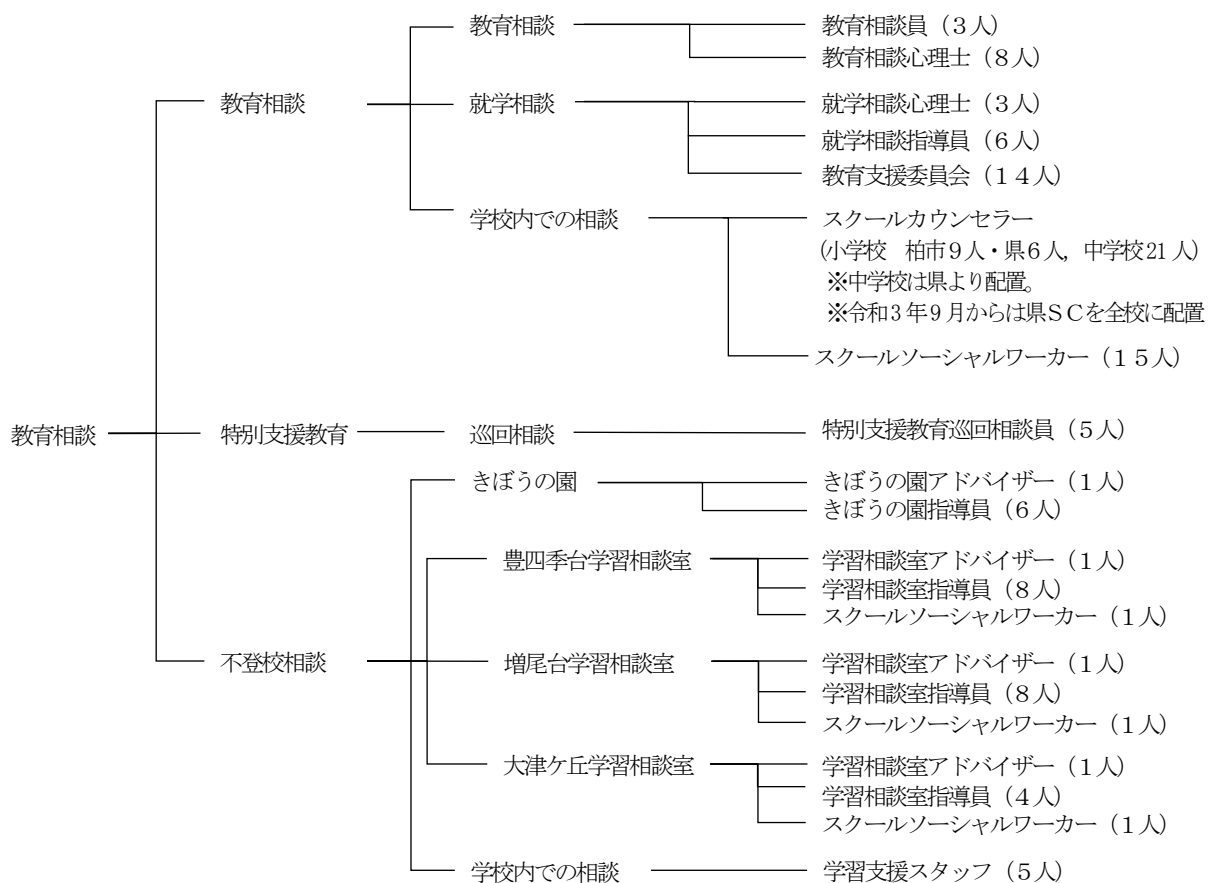 教育相談
教育相談員（３人）
教育相談心理士（８人）
教育相談
就学相談
就学相談心理士（３人）
就学相談指導員（６人）
教育支援委員会（１４人）
学校内での相談
スクールカウンセラー
(小学校　柏市９人・県６人，中学校21人)
※中学校は県より配置。
※令和３年９月からは県ＳＣを全校に配置
スクールソーシャルワーカー（１５人）
教育相談
特別支援教育
巡回相談
特別支援教育巡回相談員（５人）
きぼうの園
きぼうの園アドバイザー（１人）
きぼうの園指導員（６人）
豊四季台学習相談室
学習相談室アドバイザー（１人）
学習相談室指導員（８人）
スクールソーシャルワーカー（１人）
不登校相談
増尾台学習相談室
学習相談室アドバイザー（１人）
学習相談室指導員（８人）
スクールソーシャルワーカー（１人）
大津ケ丘学習相談室
学習相談室アドバイザー（１人）
学習相談室指導員（４人）
スクールソーシャルワーカー（１人）
学校内での相談
学習支援スタッフ（５人）